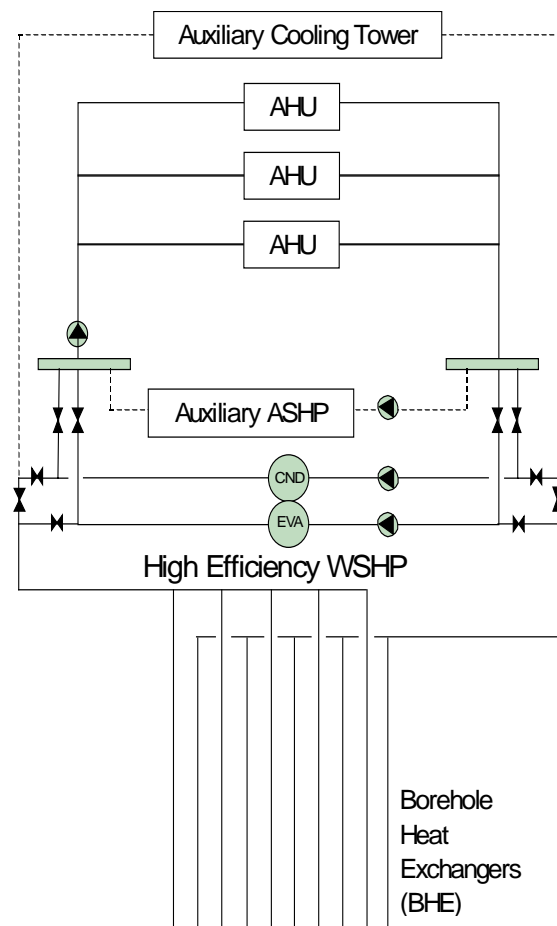 Auxiliary Cooling Tower
AHU
AHU
AHU
Auxiliary ASHP
CND
EVA
High Efficiency WSHP
Borehole
Heat
Exchangers
(BHE)